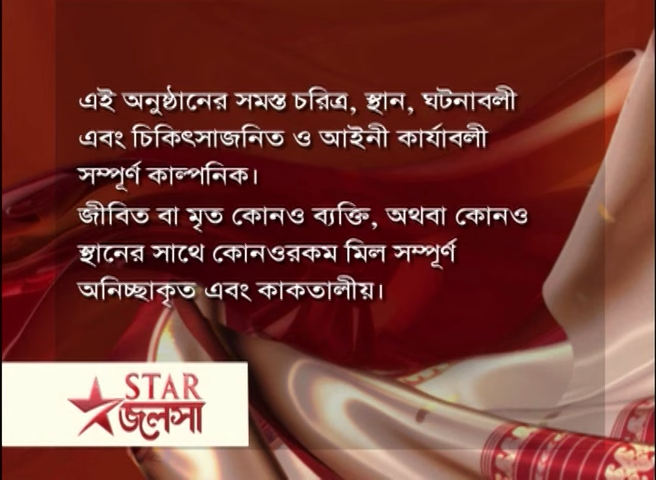 এই অনুষ্ঠানের সমস্ত চরিত্র, স্থান, ঘটনাবলী
এবং চিকিৎসাজনিত ও আইনী কার্যাবলী
সম্পূর্ণ কাল্পনিক।
জীবিত বা মৃত কোনও ব্যক্তি, অথবা কোনও
স্থানের সাথে কোনওরকম মিল সম্পূর্ণ
অনিচ্ছাকৃত এবং কাকতালীয়।
STAR
জলসা